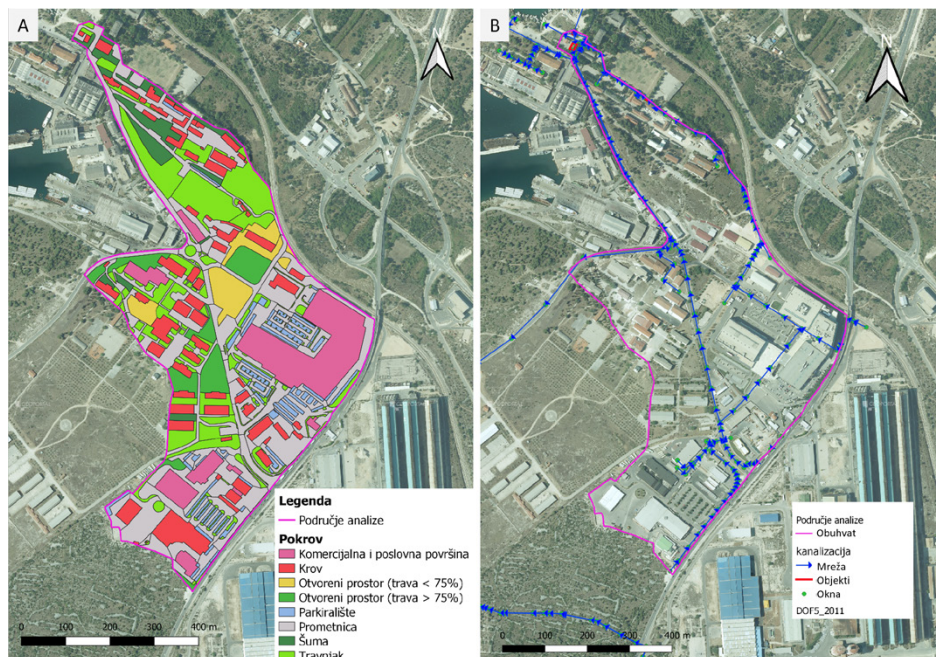 A
Legenda
Područje analize
Pokrov
Komercijalna i poslovna površina
Krov
Otvoreni prostor (trava < 75%)
Otvoreni prostor (trava > 75%)
Parkiralište
Prometnica
Šuma
Travnjak
0 100 200 300 400 m
B
Područje analize
Obuhvat
kanalizacija
Mreža
Objekti
Okna
DOF5_2011
0 100 200 300 400 m